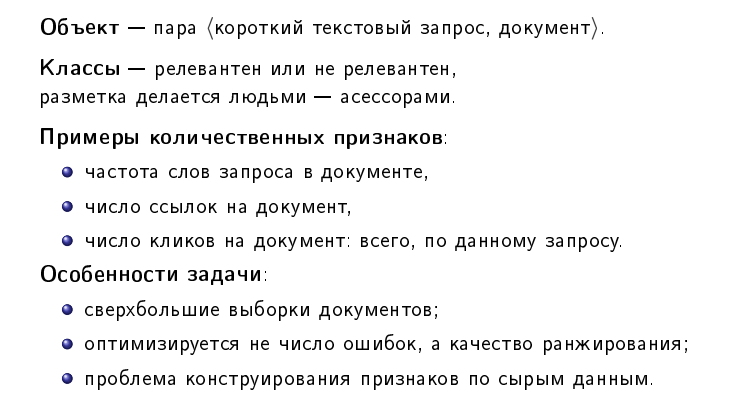 Объект — пара ⟨короткий текстовый запрос, документ⟩.
Классы — релевантен или не релевантен,
разметка делается людьми — асессорами.
Примеры количественных признаков:
частота слов запроса в документе,
число ссылок на документ,
число кликов на документ: всего, по данному запросу.
Особенности задачи:
сверхбольшие выборки документов;
оптимизируется не число ошибок, а качество ранжирования;
проблема конструирования признаков по сырым данным.